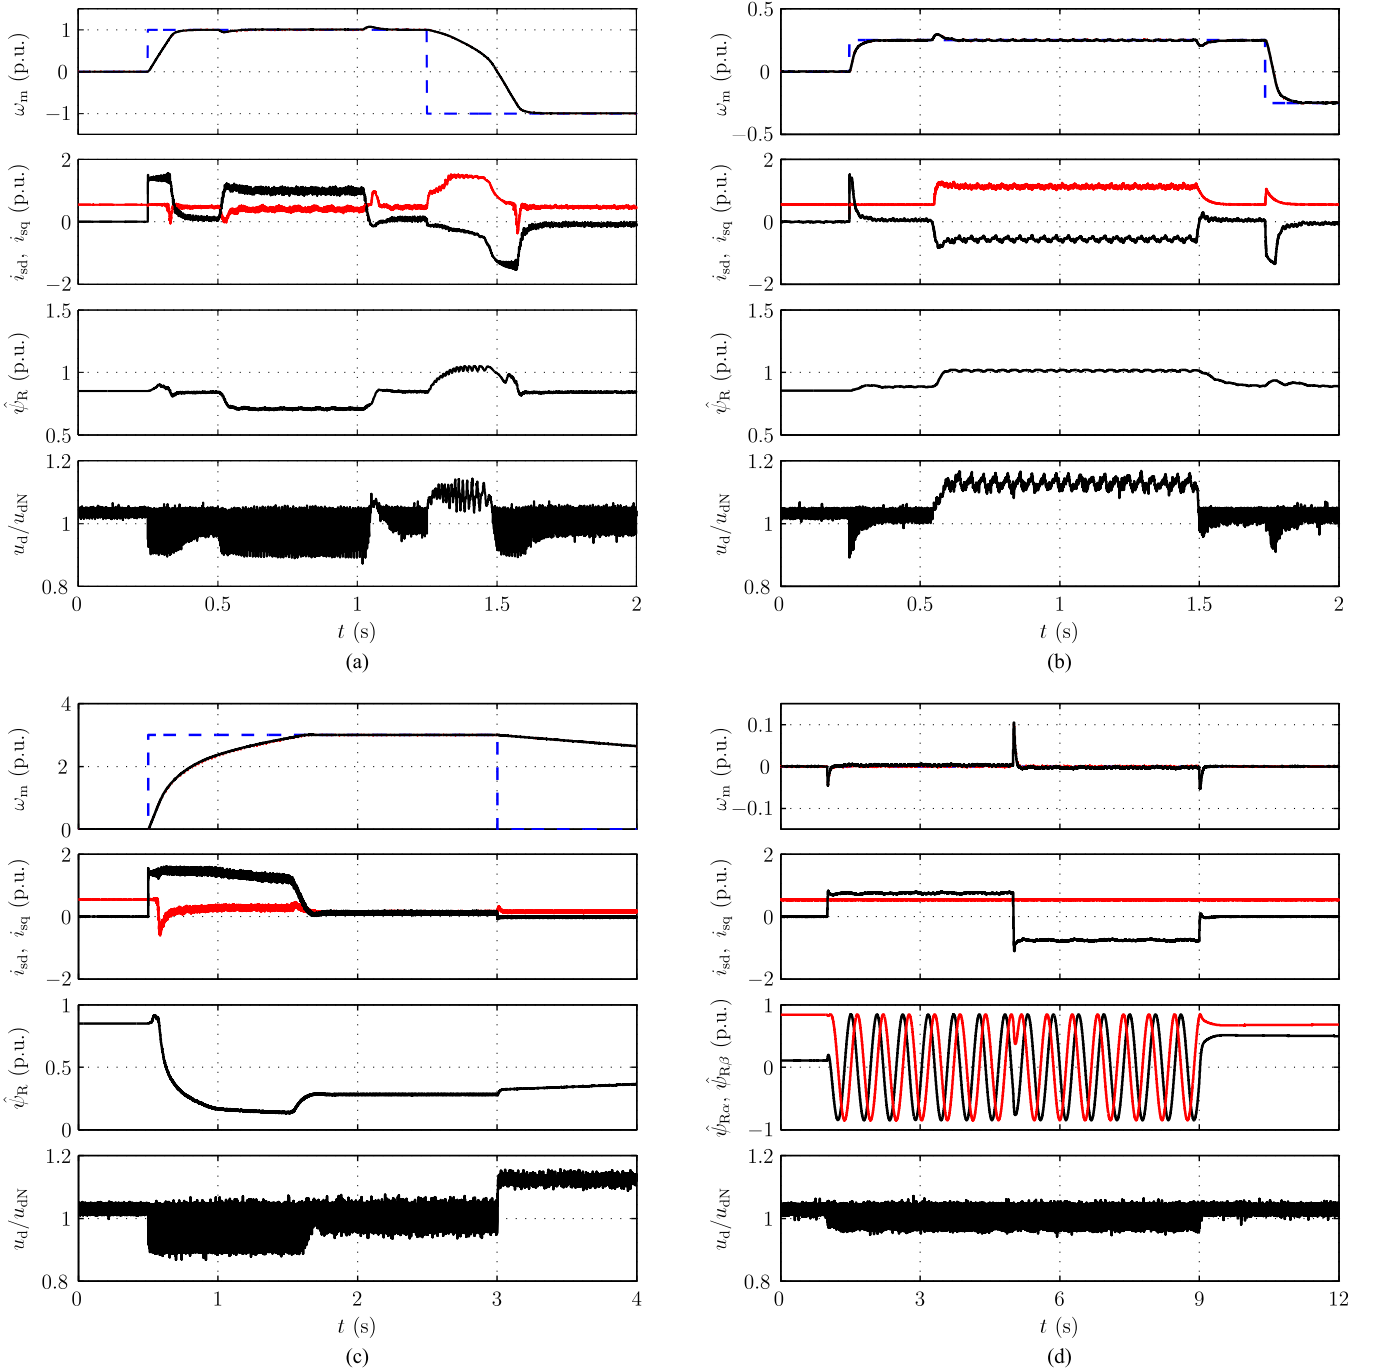 ω_m (p.u.)
1
0
−1
i_sd, i_sq (p.u.)
2
0
−2
ψ̂_R (p.u.)
1.5
1
0.5
u_d/u_dN
1.2
1
0.8
0 0.5 1 1.5 2
t (s)
(a)
ω_m (p.u.)
0.5
0
−0.5
i_sd, i_sq (p.u.)
2
0
−2
ψ̂_R (p.u.)
1.5
1
0.5
u_d/u_dN
1.2
1
0.8
0 0.5 1 1.5 2
t (s)
(b)
ω_m (p.u.)
4
2
0
i_sd, i_sq (p.u.)
2
0
−2
ψ̂_R (p.u.)
1
0.5
0
u_d/u_dN
1.2
1
0.8
0 1 2 3 4
t (s)
(c)
ω_m (p.u.)
0.1
0
−0.1
i_sd, i_sq (p.u.)
2
0
−2
ψ̂_Rα, ψ̂_Rβ (p.u.)
1
0
−1
u_d/u_dN
1.2
1
0.8
0 3 6 9 12
t (s)
(d)